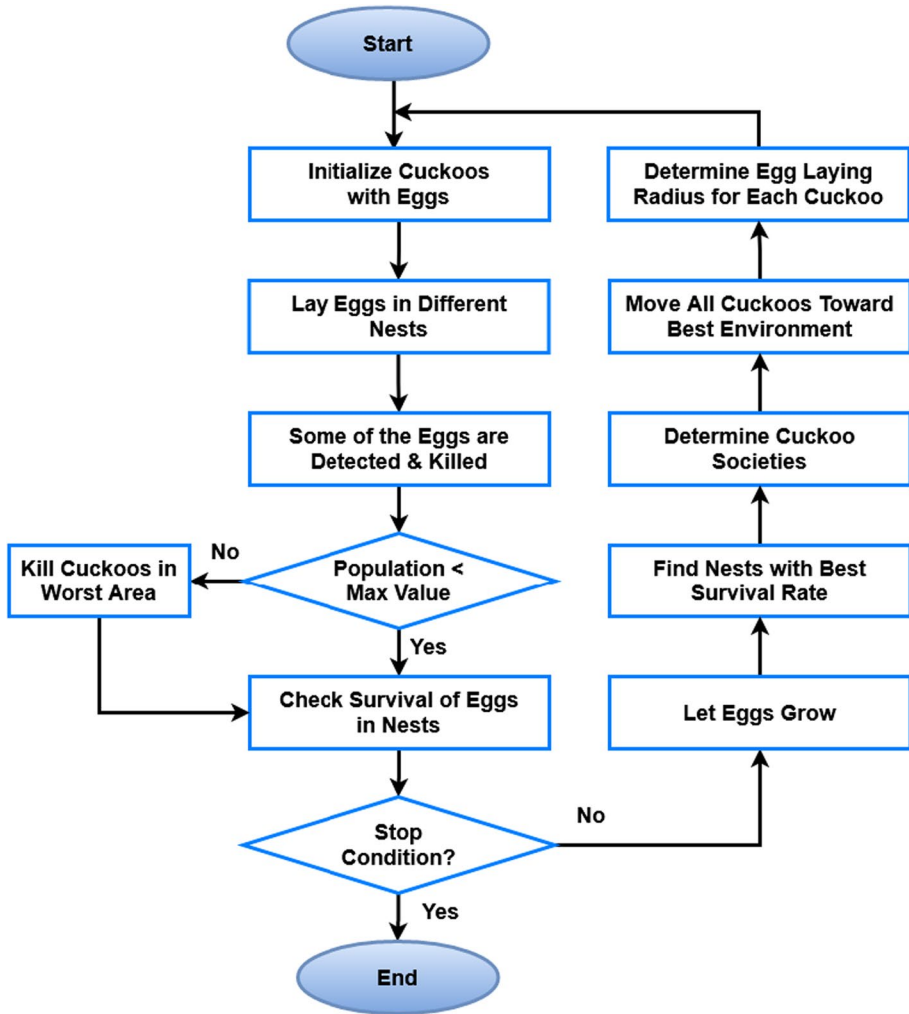 Start
Initialize Cuckoos
with Eggs
Lay Eggs in Different
Nests
Some of the Eggs are
Detected & Killed
Population <
Max Value
No
Kill Cuckoos in
Worst Area
Yes
Check Survival of Eggs
in Nests
Stop
Condition?
No
Yes
End
Let Eggs Grow
Find Nests with Best
Survival Rate
Determine Cuckoo
Societies
Move All Cuckoos Toward
Best Environment
Determine Egg Laying
Radius for Each Cuckoo